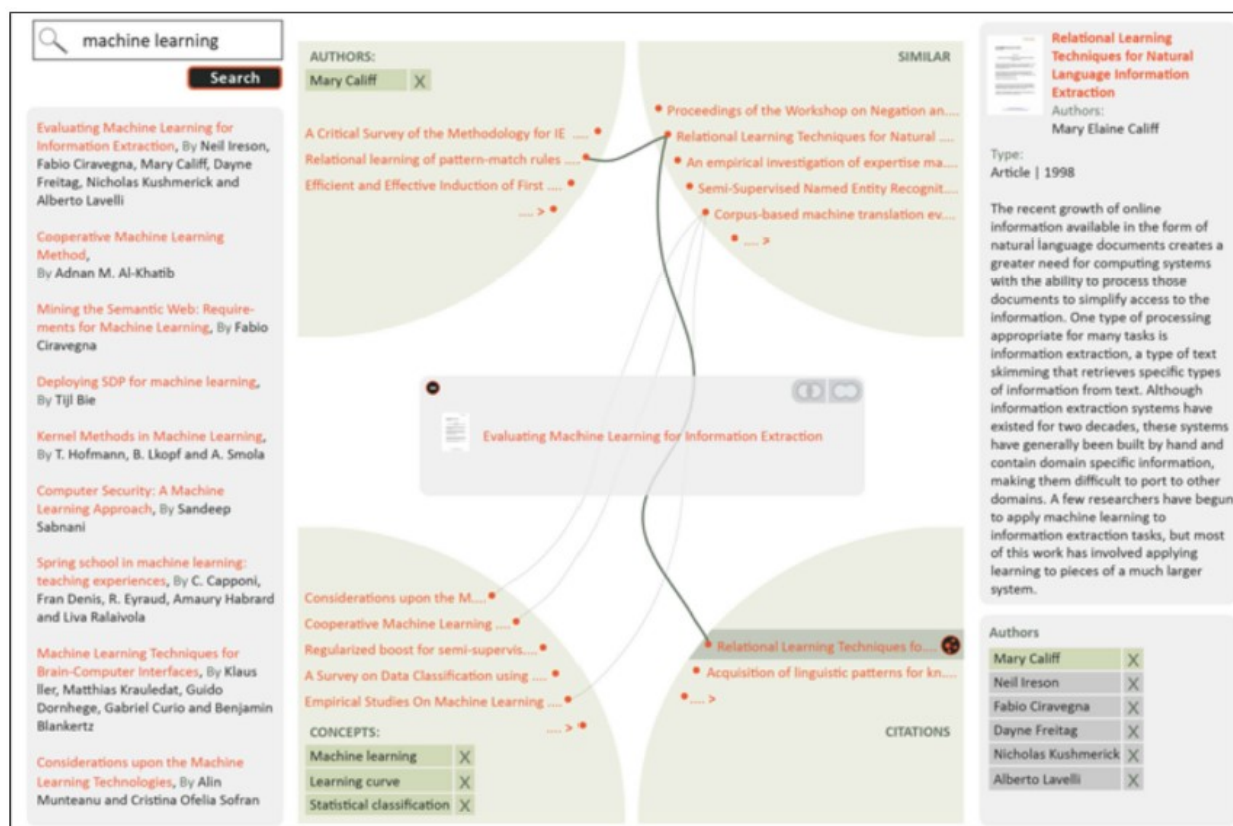 machine learning
Search
Evaluating Machine Learning for
Information Extraction, By Neil Ireson,
Fabio Ciravegna, Mary Califf, Dayne
Freitag, Nicholas Kushmerick and
Alberto Lavelli
Cooperative Machine Learning
Method,
By Adnan M. Al-Khatib
Mining the Semantic Web: Require-
ments for Machine Learning, By Fabio
Ciravegna
Deploying SDP for machine learning,
By Tijl Bie
Kernel Methods in Machine Learning,
By T. Hofmann, B. Lkopf and A. Smola
Computer Security: A Machine
Learning Approach, By Sandeep
Sabnani
Spring school in machine learning:
teaching experiences, By C. Capponi,
Fran Denis, R. Eyraud, Amaury Habrard
and Liva Ralaivola
Machine Learning Techniques for
Brain-Computer Interfaces, By Klaus
ller, Matthias Krauledat, Guido
Dornhege, Gabriel Curio and Benjamin
Blankertz
Considerations upon the Machine
Learning Technologies, By Alin
Munteanu and Cristina Ofelia Sofran
AUTHORS:
Mary Califf X
A Critical Survey of the Methodology for IE ....
Relational learning of pattern-match rules ....
Efficient and Effective Induction of First ....
.... >
SIMILAR
Proceedings of the Workshop on Negation an....
Relational Learning Techniques for Natural ....
An empirical investigation of expertise ma....
Semi-Supervised Named Entity Recognit....
Corpus-based machine translation ev....
.... >
Evaluating Machine Learning for Information Extraction
Considerations upon the M....
Cooperative Machine Learning ....
Regularized boost for semi-supervis....
A Survey on Data Classification using ....
Empirical Studies On Machine Learning ....
.... >
CONCEPTS:
Machine learning X
Learning curve X
Statistical classification X
Relational Learning Techniques fo....
Acquisition of linguistic patterns for kn....
.... >
CITATIONS
Relational Learning
Techniques for Natural
Language Information
Extraction
Authors:
Mary Elaine Califf
Type:
Article | 1998
The recent growth of online
information available in the form of
natural language documents creates a
greater need for computing systems
with the ability to process those
documents to simplify access to the
information. One type of processing
appropriate for many tasks is
information extraction, a type of text
skimming that retrieves specific types
of information from text. Although
information extraction systems have
existed for two decades, these systems
have generally been built by hand and
contain domain specific information,
making them difficult to port to other
domains. A few researchers have begun
to apply machine learning to
information extraction tasks, but most
of this work has involved applying
learning to pieces of a much larger
system.
Authors
Mary Califf X
Neil Ireson X
Fabio Ciravegna X
Dayne Freitag X
Nicholas Kushmerick X
Alberto Lavelli X